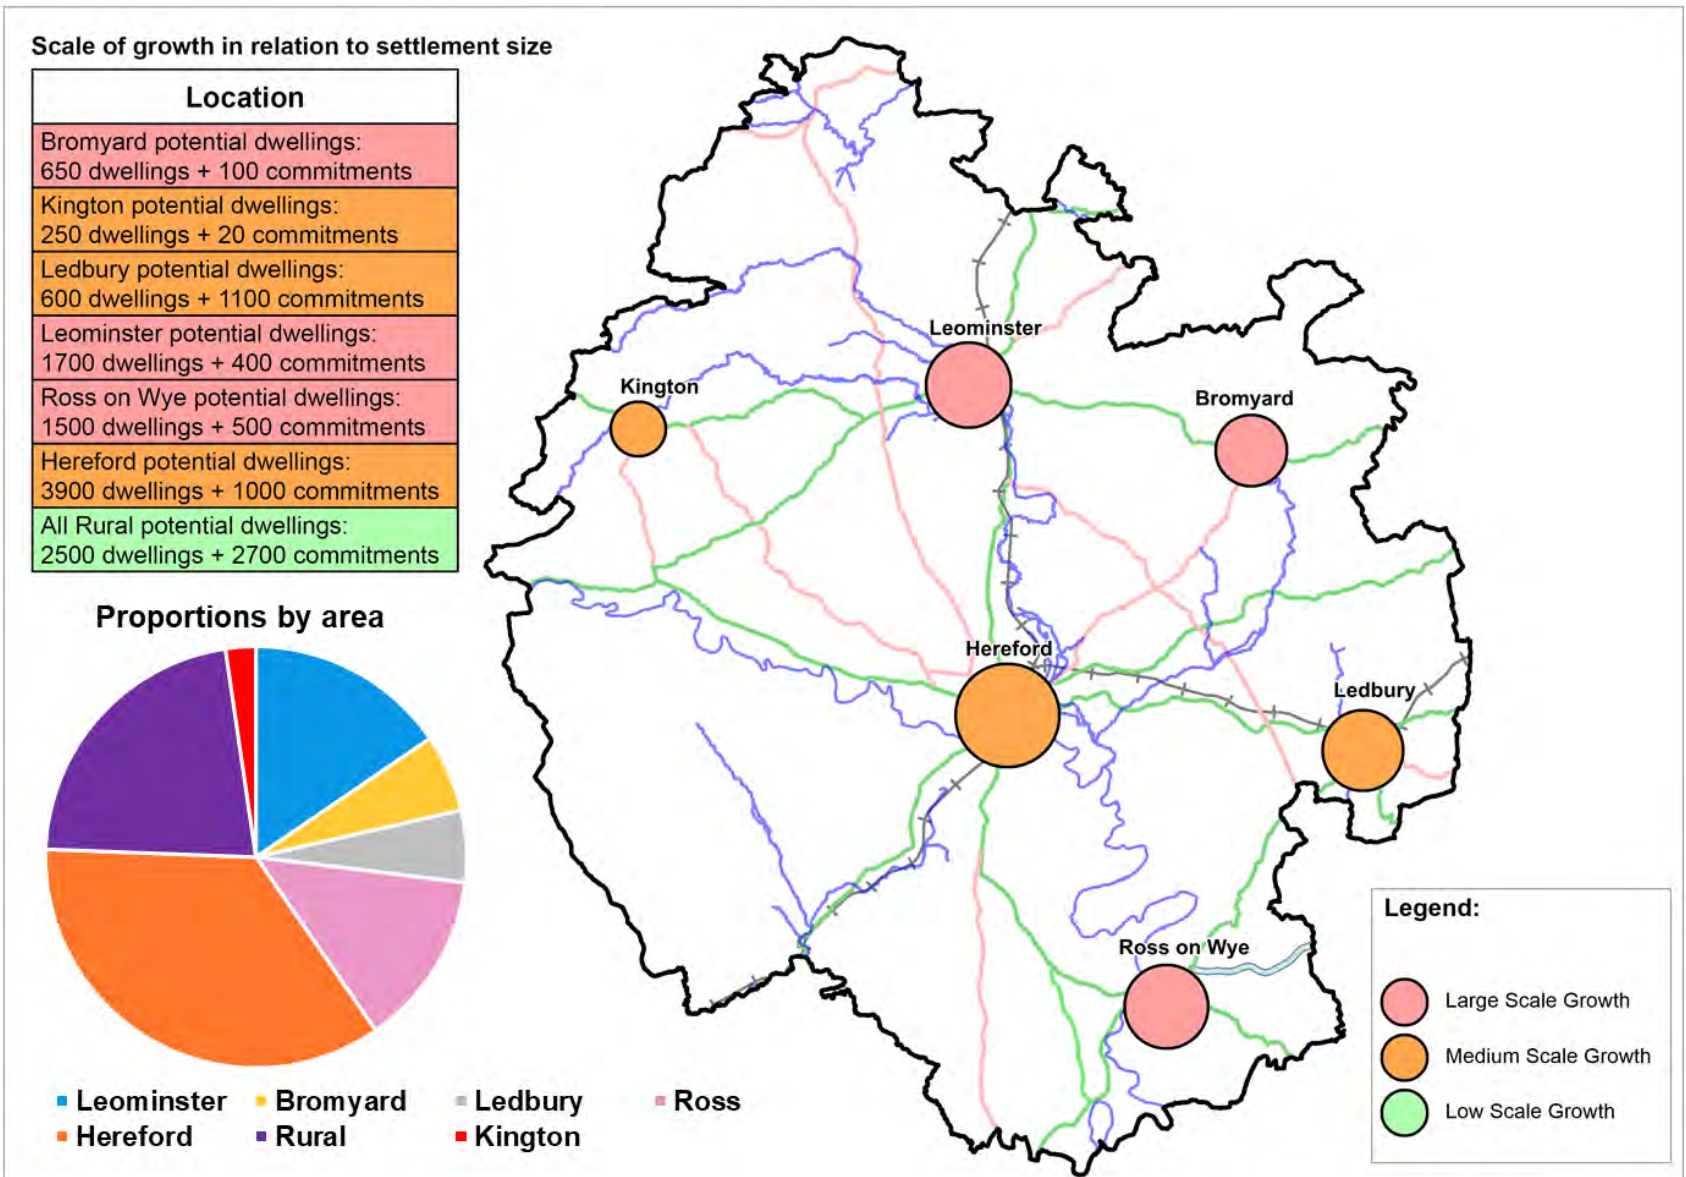 Scale of growth in relation to settlement size
Location
Bromyard potential dwellings:
650 dwellings + 100 commitments
Kington potential dwellings:
250 dwellings + 20 commitments
Ledbury potential dwellings:
600 dwellings + 1100 commitments
Leominster potential dwellings:
1700 dwellings + 400 commitments
Ross on Wye potential dwellings:
1500 dwellings + 500 commitments
Hereford potential dwellings:
3900 dwellings + 1000 commitments
All Rural potential dwellings:
2500 dwellings + 2700 commitments
Proportions by area
Leominster
Bromyard
Ledbury
Ross
Hereford
Rural
Kington
Leominster
Kington
Bromyard
Hereford
Ledbury
Ross on Wye
Legend:
Large Scale Growth
Medium Scale Growth
Low Scale Growth